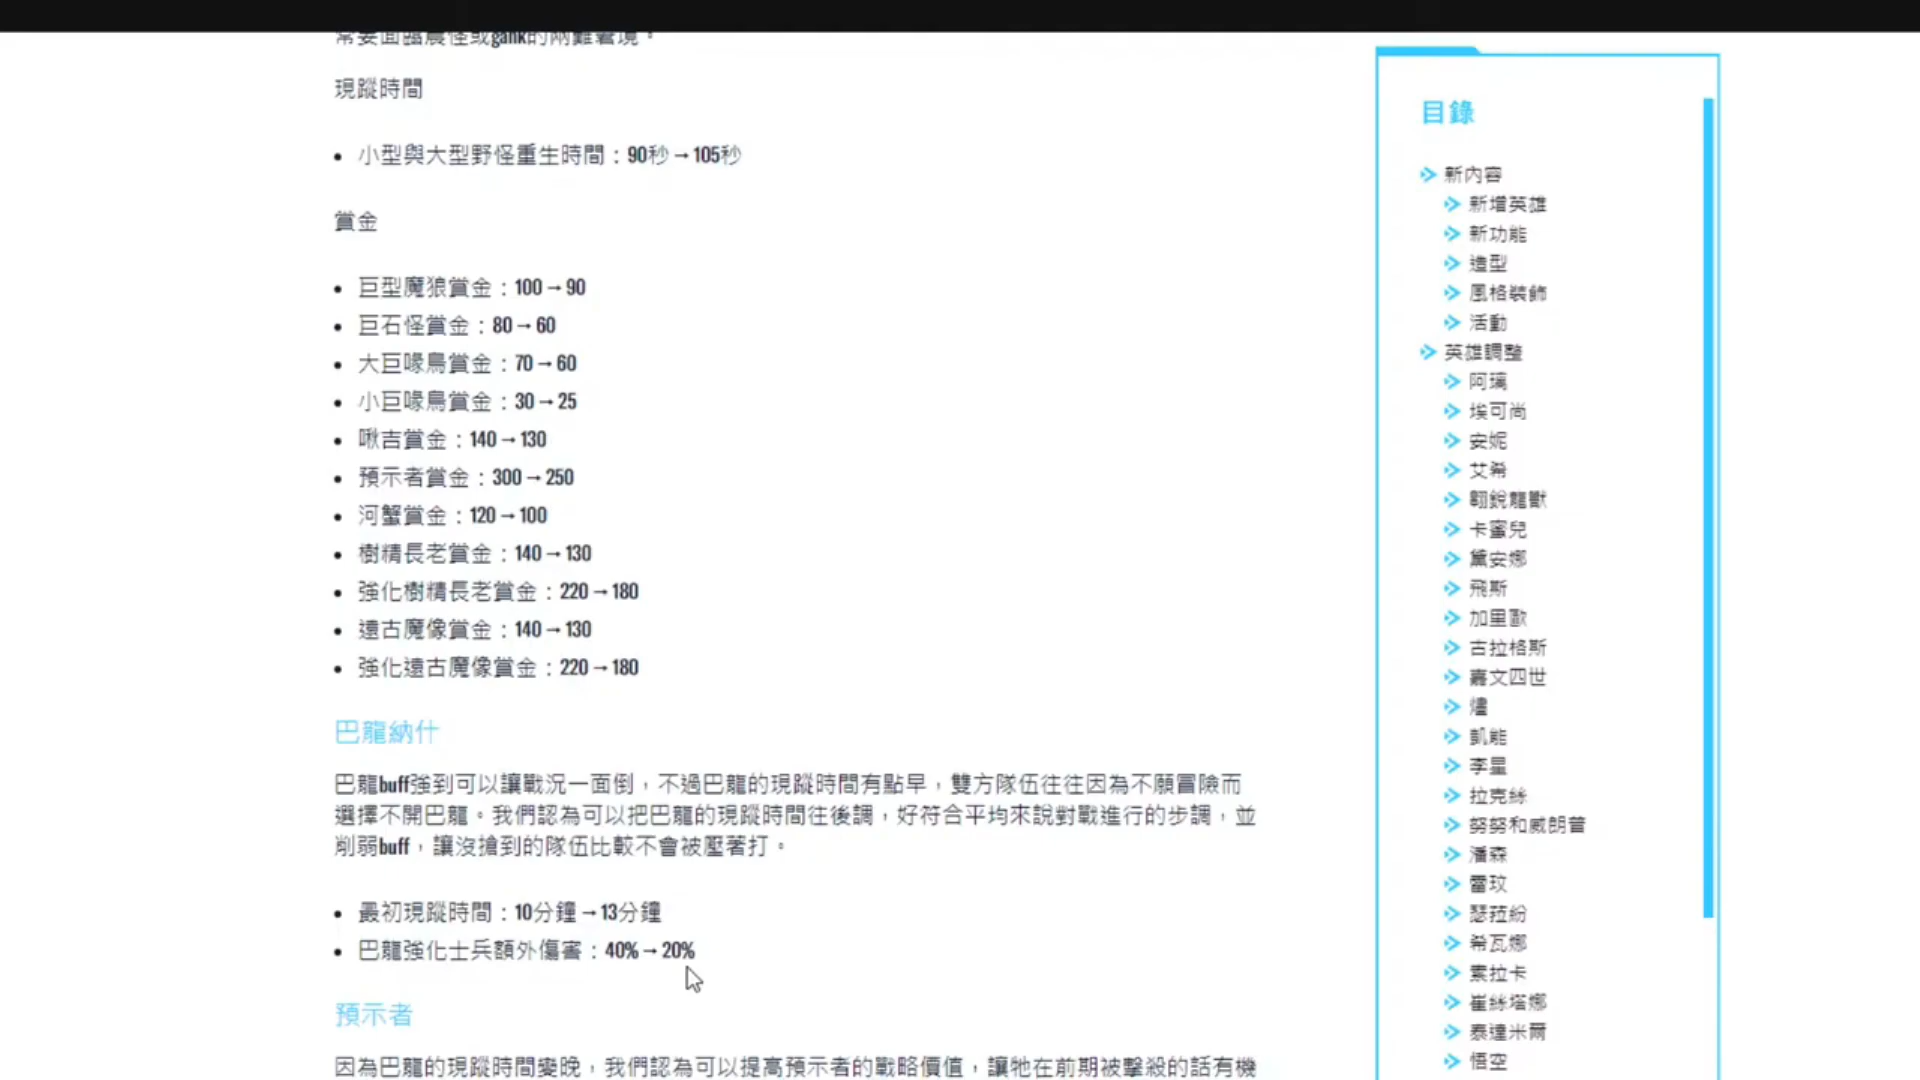 常要面臨農怪或gank的兩難窘境。
現蹤時間
• 小型與大型野怪重生時間：90秒→105秒
賞金
• 巨型魔狼賞金：100→90
• 巨石怪賞金：80→60
• 大巨喙鳥賞金：70→60
• 小巨喙鳥賞金：30→25
• 啾吉賞金：140→130
• 預示者賞金：300→250
• 河蟹賞金：120→100
• 樹精長老賞金：140→130
• 強化樹精長老賞金：220→180
• 遠古魔像賞金：140→130
• 強化遠古魔像賞金：220→180
巴龍納什
巴龍buff強到可以讓戰況一面倒，不過巴龍的現蹤時間有點早，雙方隊伍往往因為不願冒險而
選擇不開巴龍。我們認為可以把巴龍的現蹤時間往後調，好符合平均來說對戰進行的步調，並
削弱buff，讓沒搶到的隊伍比較不會被壓著打。
• 最初現蹤時間：10分鐘→13分鐘
• 巴龍強化士兵額外傷害：40%→20%
預示者
因為巴龍的現蹤時間變晚，我們認為可以提高預示者的戰略價值，讓牠在前期被擊殺的話有機
目錄
新內容
新增英雄
新功能
造型
風格裝飾
活動
英雄調整
阿璃
埃可尚
安妮
艾希
翱銳龍獸
卡蜜兒
黛安娜
飛斯
加里歐
古拉格斯
嘉文四世
燼
凱能
李星
拉克絲
努努和威朗普
潘森
雷玟
瑟菈紛
希瓦娜
索拉卡
崔絲塔娜
泰達米爾
悟空